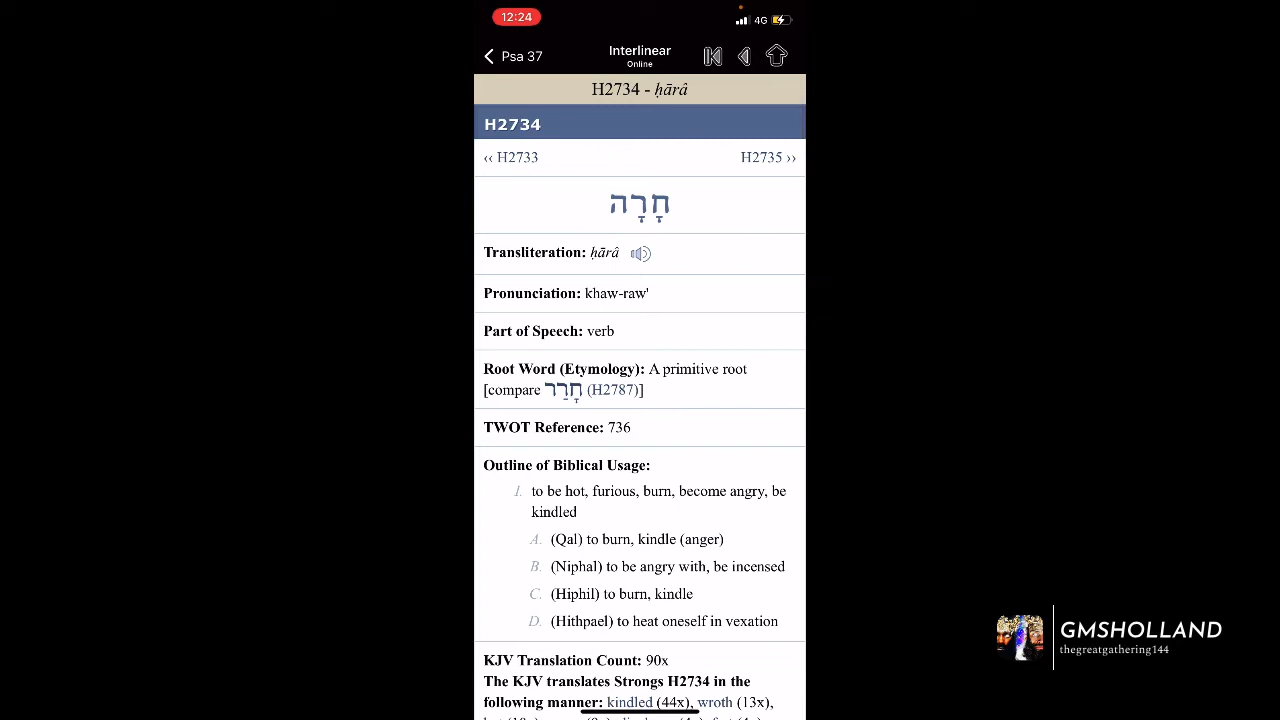 12:24
4G
Psa 37
Interlinear
Online
H2734 - ḥārâ
H2734
‹‹ H2733
H2735 ››
חָרָה
Transliteration: ḥārâ
Pronunciation: khaw-raw'
Part of Speech: verb
Root Word (Etymology): A primitive root
[compare חָרַר (H2787)]
TWOT Reference: 736
Outline of Biblical Usage:
1. to be hot, furious, burn, become angry, be
kindled
A. (Qal) to burn, kindle (anger)
B. (Niphal) to be angry with, be incensed
C. (Hiphil) to burn, kindle
D. (Hithpael) to heat oneself in vexation
KJV Translation Count: 90x
The KJV translates Strongs H2734 in the
following manner: kindled (44x), wroth (13x),
GMSHOLLAND
thegreatgathering144